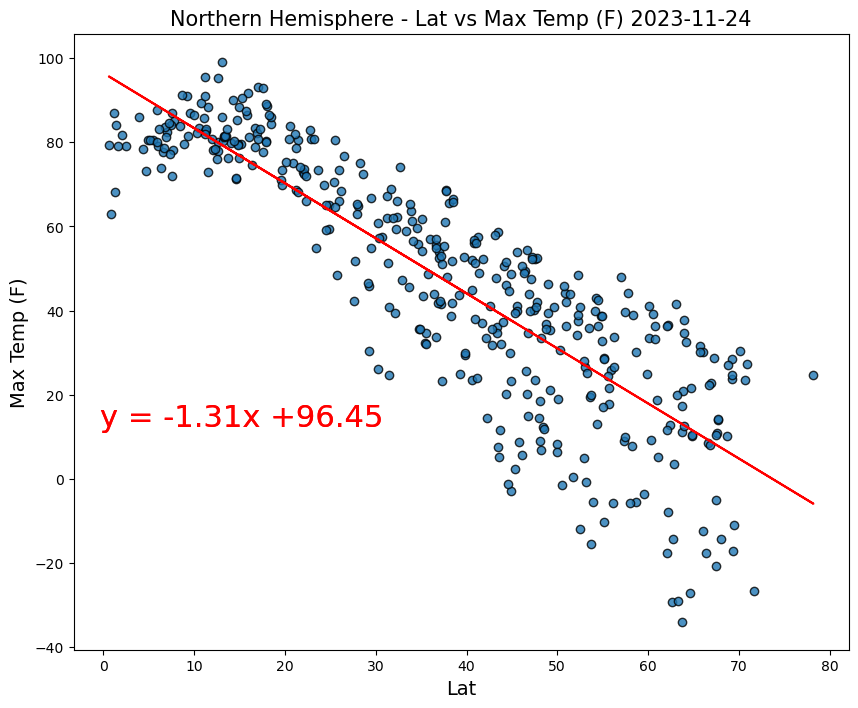 Northern Hemisphere - Lat vs Max Temp (F) 2023-11-24
Max Temp (F)
100
80
60
40
20
0
−20
−40
y = -1.31x +96.45
0 10 20 30 40 50 60 70 80
Lat